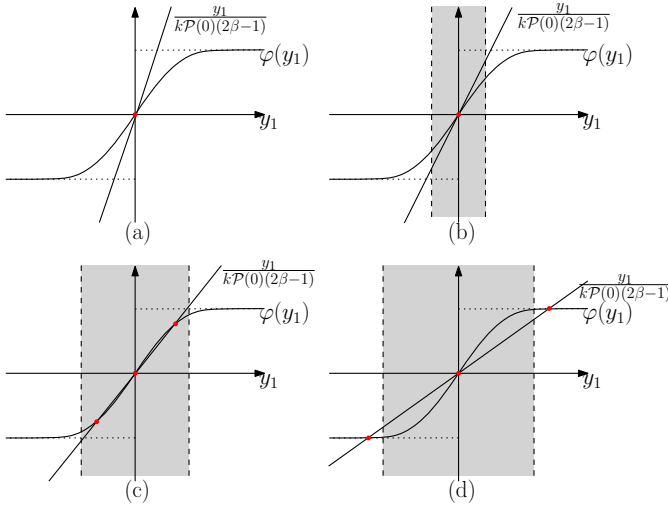 y₁ / k𝒫(0)(2β−1)
φ(y₁)
y₁
(a)
y₁ / k𝒫(0)(2β−1)
φ(y₁)
y₁
(b)
y₁ / k𝒫(0)(2β−1)
φ(y₁)
y₁
(c)
y₁ / k𝒫(0)(2β−1)
φ(y₁)
y₁
(d)